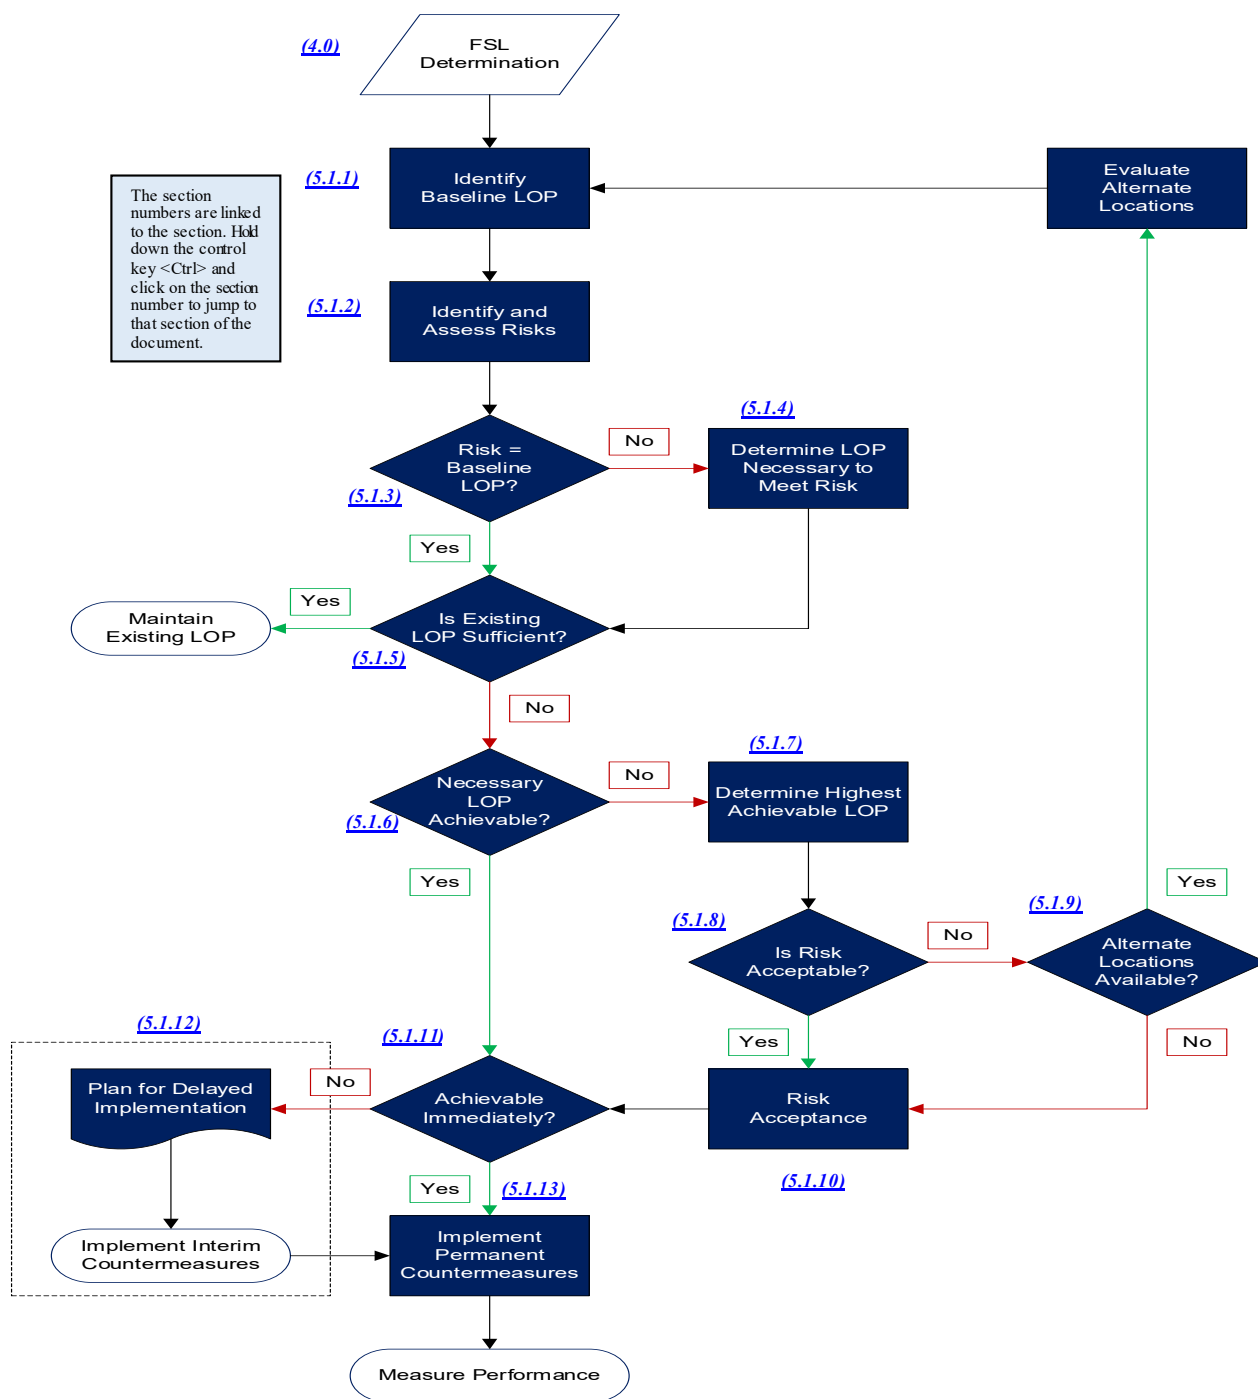 (4.0)
FSL
Determination
(5.1.1)
Identify
Baseline LOP
Evaluate
Alternate
Locations
The section
numbers are linked
to the section. Hold
down the control
key <Ctrl> and
click on the section
number to jump to
that section of the
document.
(5.1.2)
Identify and
Assess Risks
(5.1.4)
Risk =
Baseline
LOP?
No
Determine LOP
Necessary to
Meet Risk
(5.1.3)
Yes
Yes
Maintain
Existing LOP
Is Existing
LOP Sufficient?
(5.1.5)
No
(5.1.7)
Necessary
LOP
Achievable?
No
Determine Highest
Achievable LOP
(5.1.6)
Yes
Yes
(5.1.8)
Is Risk
Acceptable?
No
(5.1.9)
Alternate
Locations
Available?
(5.1.12)
(5.1.11)
Yes
No
Plan for Delayed
Implementation
No
Achievable
Immediately?
Risk
Acceptance
(5.1.10)
Yes
(5.1.13)
Implement Interim
Countermeasures
Implement
Permanent
Countermeasures
Measure Performance